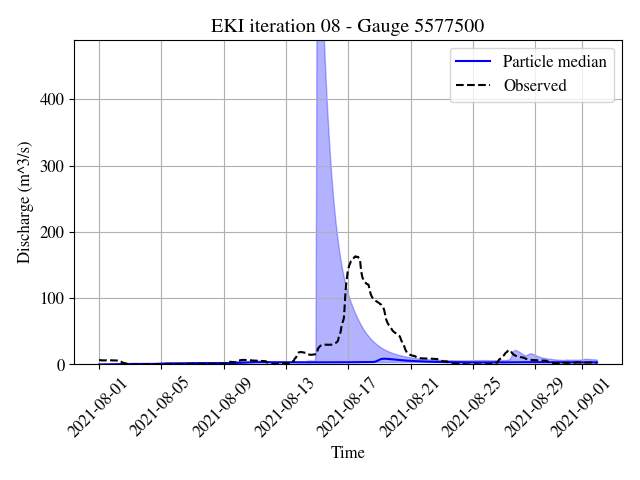 EKI iteration 08 - Gauge 5577500
Particle median
Observed
Discharge (m^3/s)
400
300
200
100
0
2021-08-01
2021-08-05
2021-08-09
2021-08-13
2021-08-17
2021-08-21
2021-08-25
2021-08-29
2021-09-01
Time